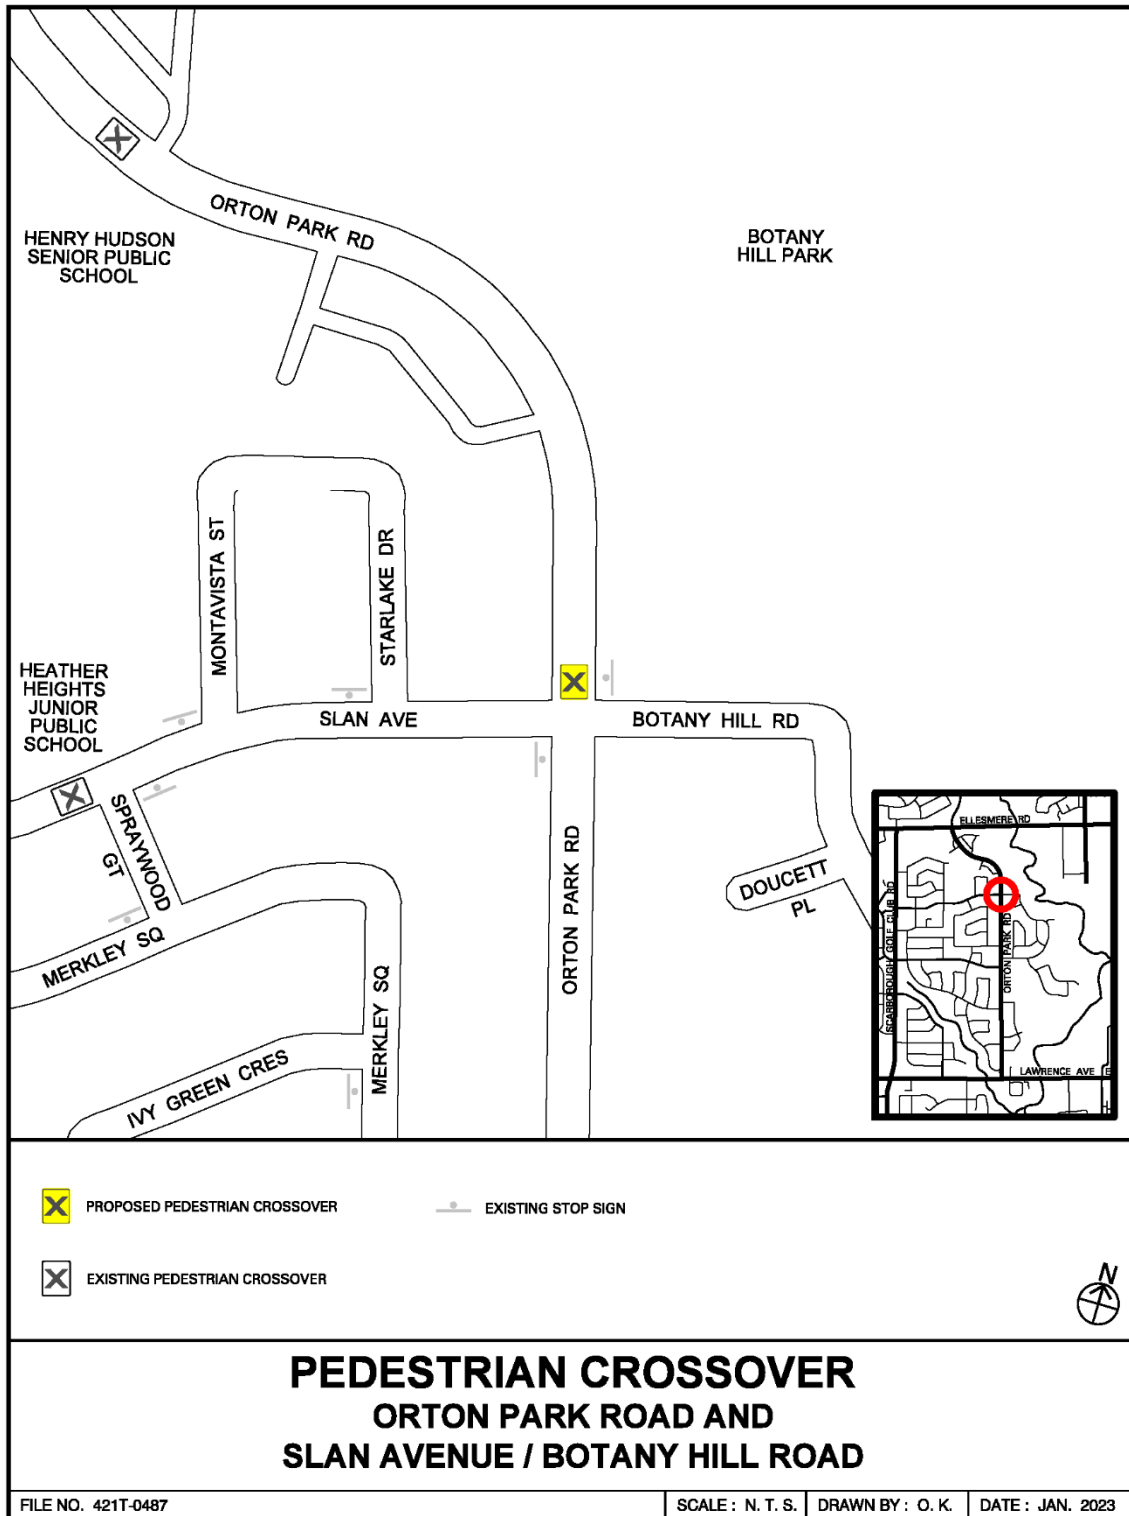 ORTON PARK RD
HENRY HUDSON
SENIOR PUBLIC
SCHOOL
BOTANY
HILL PARK
MONTAVISTA ST
STARLAKE DR
HEATHER
HEIGHTS
JUNIOR
PUBLIC
SCHOOL
SLAN AVE
BOTANY HILL RD
SPRAYWOOD
GT
ORTON PARK RD
DOUCETT
PL
MERKLEY SQ
MERKLEY SQ
IVY GREEN CRES
ELLESMERE RD
SCARBOROUGH GOLF CLUB RD
ORTON PARK RD
LAWRENCE AVE E
PROPOSED PEDESTRIAN CROSSOVER
EXISTING STOP SIGN
EXISTING PEDESTRIAN CROSSOVER
N
PEDESTRIAN CROSSOVER
ORTON PARK ROAD AND
SLAN AVENUE / BOTANY HILL ROAD
FILE NO. 421T-0487
SCALE : N. T. S.
DRAWN BY : O. K.
DATE : JAN. 2023